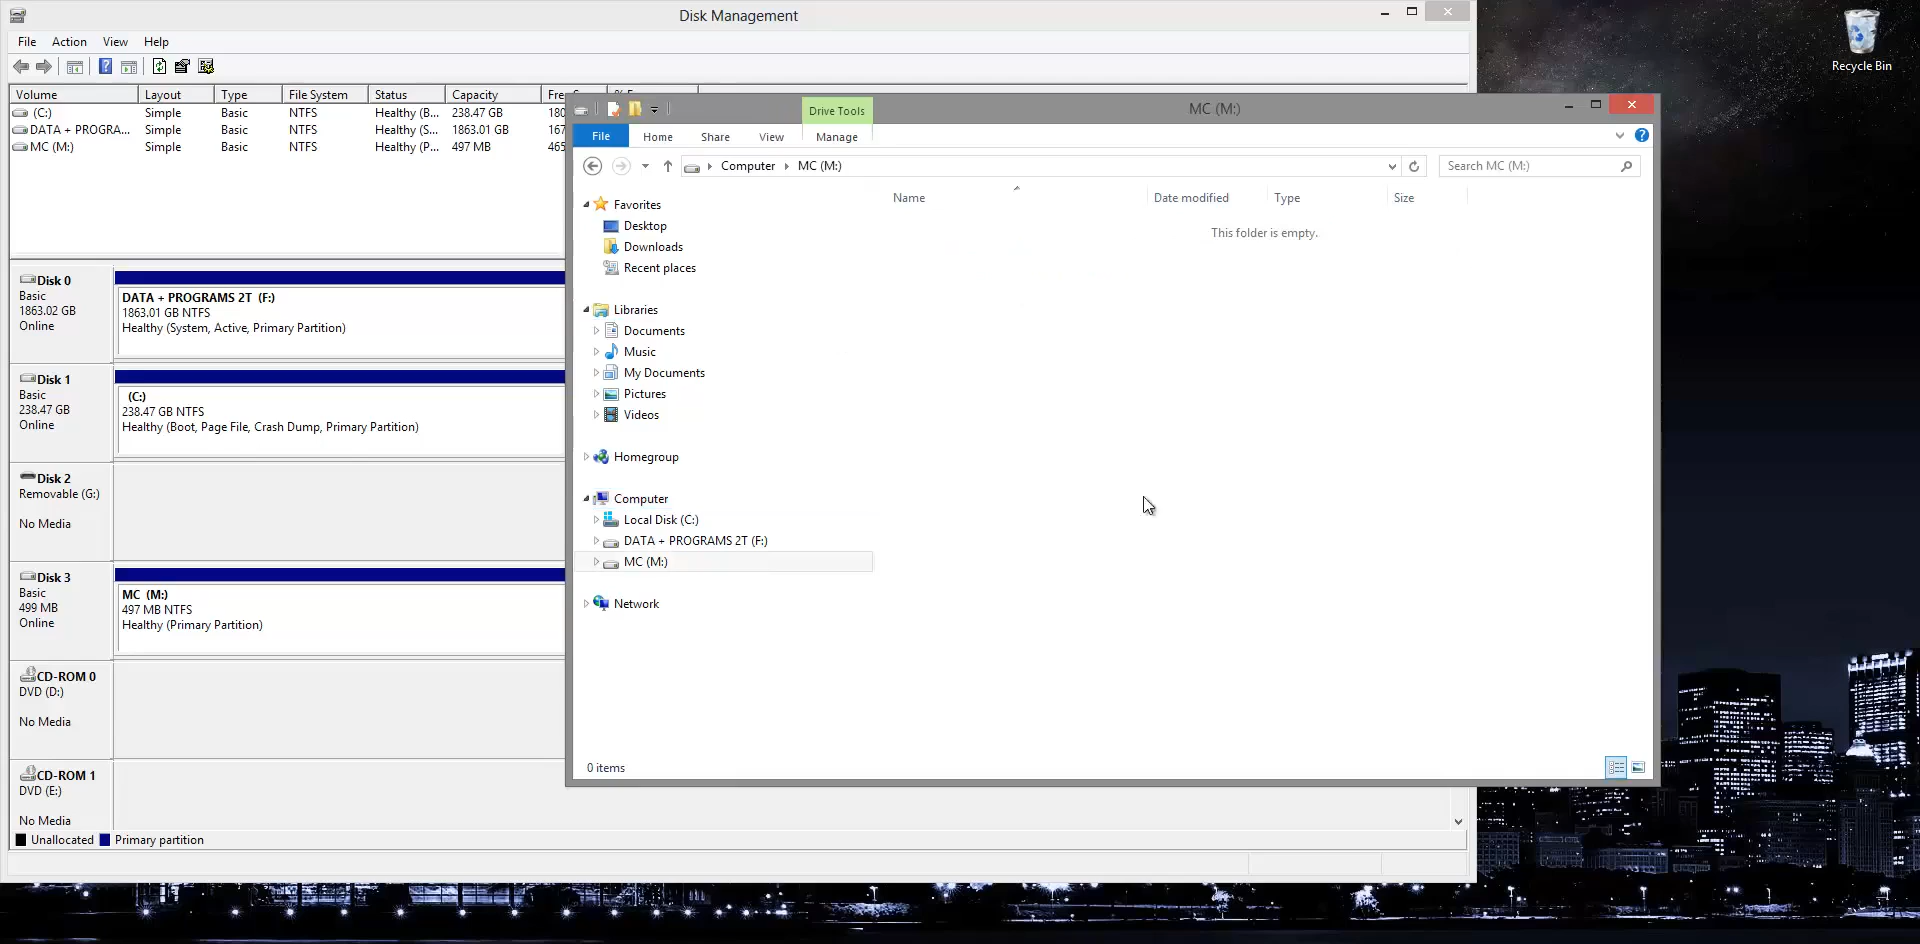 Disk Management
File Action View Help
Volume Layout Type File System Status Capacity
(C:) Simple Basic NTFS Healthy (B... 238.47 GB 180
DATA + PROGRA... Simple Basic NTFS Healthy (S... 1863.01 GB 167
MC (M:) Simple Basic NTFS Healthy (P... 497 MB 465
Disk 0
Basic
1863.02 GB
Online
DATA + PROGRAMS 2T (F:)
1863.01 GB NTFS
Healthy (System, Active, Primary Partition)
Disk 1
Basic
238.47 GB
Online
(C:)
238.47 GB NTFS
Healthy (Boot, Page File, Crash Dump, Primary Partition)
Disk 2
Removable (G:)
No Media
Disk 3
Basic
499 MB
Online
MC (M:)
497 MB NTFS
Healthy (Primary Partition)
CD-ROM 0
DVD (D:)
No Media
CD-ROM 1
DVD (E:)
No Media
Unallocated Primary partition
Drive Tools
MC (M:)
File Home Share View Manage
Computer MC (M:)
Search MC (M:)
Name Date modified Type Size
This folder is empty.
Favorites
Desktop
Downloads
Recent places
Libraries
Documents
Music
My Documents
Pictures
Videos
Homegroup
Computer
Local Disk (C:)
DATA + PROGRAMS 2T (F:)
MC (M:)
Network
0 items
Recycle Bin